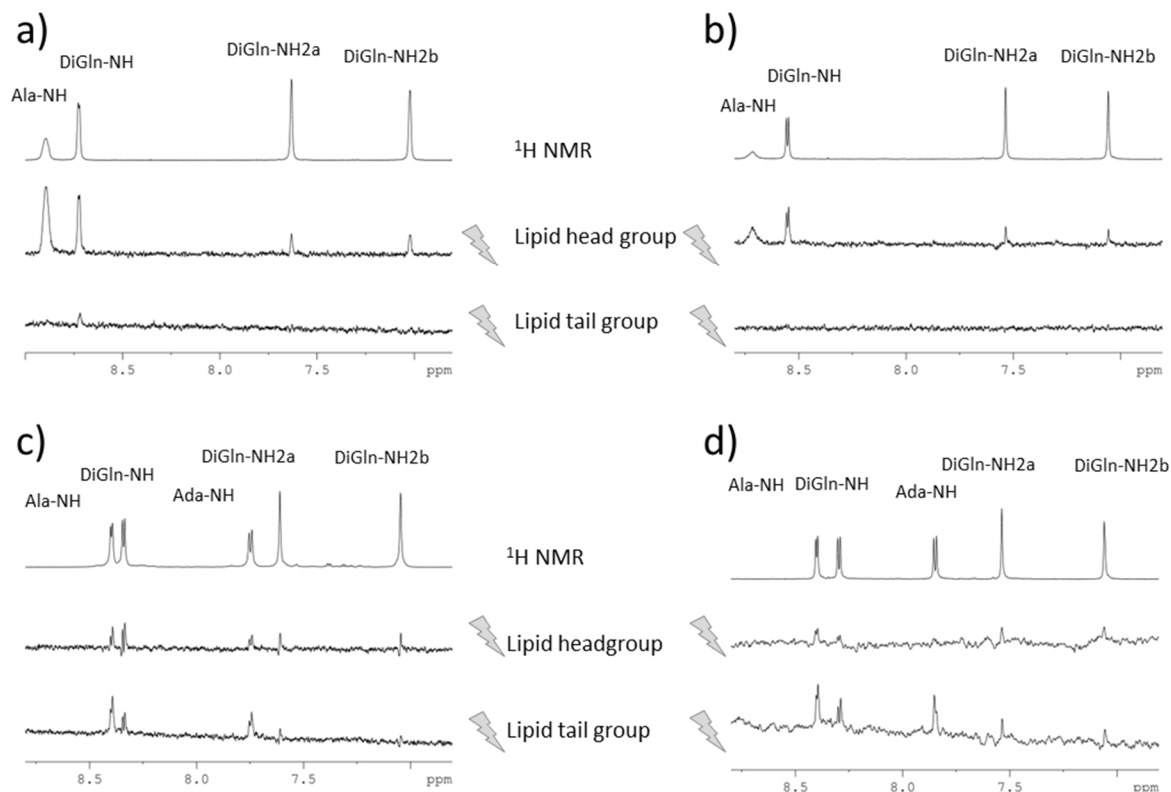 a)
DiGln-NH
DiGln-NH2a
DiGln-NH2b
Ala-NH
8.5
8.0
7.5
ppm
b)
DiGln-NH
DiGln-NH2a
DiGln-NH2b
Ala-NH
8.5
8.0
7.5
ppm
1H NMR
Lipid head group
Lipid tail group
c)
DiGln-NH
DiGln-NH2a
DiGln-NH2b
Ala-NH
Ada-NH
8.5
8.0
7.5
ppm
d)
Ala-NH
DiGln-NH
Ada-NH
DiGln-NH2a
DiGln-NH2b
8.5
8.0
7.5
ppm
1H NMR
Lipid headgroup
Lipid tail group